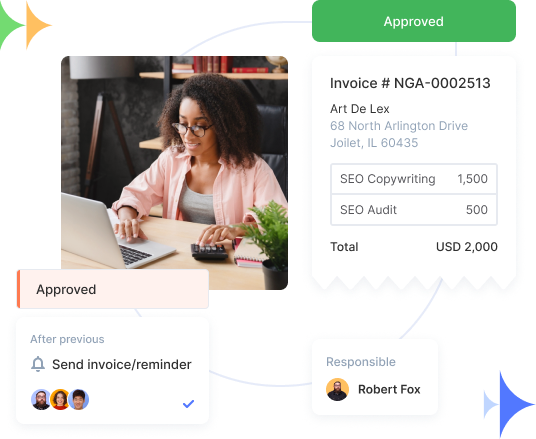 Approved
Invoice # NGA-0002513
Art De Lex
68 North Arlington Drive
Joilet, IL 60435
SEO Copywriting 1,500
SEO Audit 500
Total USD 2,000
Approved
After previous
Send invoice/reminder
Responsible
Robert Fox